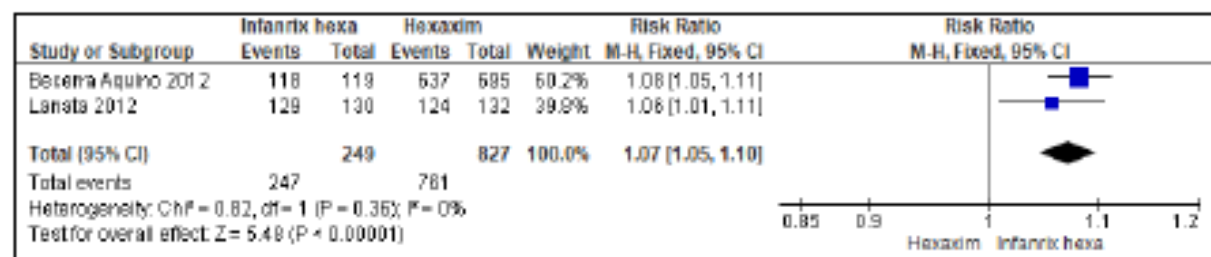 Infanrix hexa Hexaxim Risk Ratio Risk Ratio
Study or Subgroup Events Total Events Total Weight M-H, Fixed, 95% CI M-H, Fixed, 95% CI
Becerra Aquino 2012 118 119 637 695 60.2% 1.08 [1.05, 1.11]
Lanata 2012 129 130 124 132 39.8% 1.06 [1.01, 1.11]
Total (95% CI) 249 827 100.0% 1.07 [1.05, 1.10]
Total events 247 761
Heterogeneity: Chi² = 0.82, df = 1 (P = 0.36); I² = 0%
Test for overall effect: Z = 5.48 (P < 0.00001)
0.85 0.9 1 1.1 1.2
Hexaxim Infanrix hexa